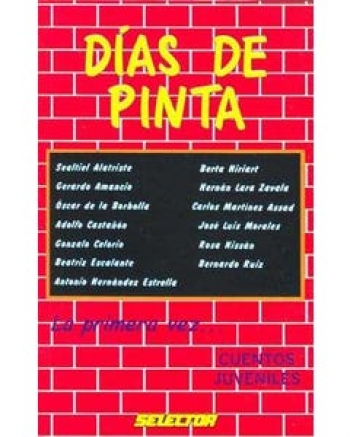 DÍAS DE
PINTA
Sealtiel Alatriste
Gerardo Amancio
Óscar de la Borbolla
Adolfo Castañón
Gonzalo Celorio
Beatriz Escalante
Antonio Hernández Estrella
Berta Hiriart
Hernán Lara Zavala
Carlos Martínez Assad
José Luis Morales
Rosa Nissán
Bernardo Ruiz
La primera vez...
CUENTOS
JUVENILES
SELECTOR